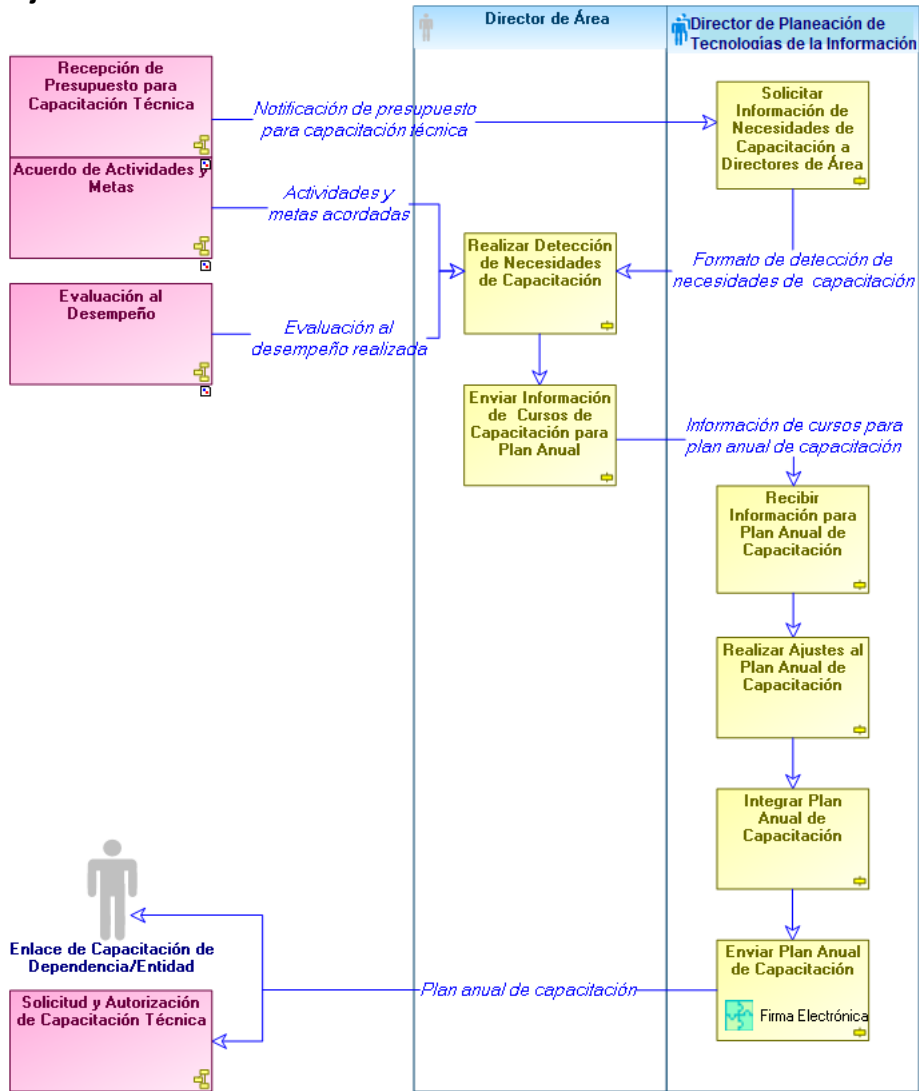 Director de Área
Director de Planeación de
Tecnologías de la Información
Recepción de
Presupuesto para
Capacitación Técnica
Notificación de presupuesto
para capacitación técnica
Solicitar
Información de
Necesidades de
Capacitación a
Directores de Área
Acuerdo de Actividades y
Metas
Actividades y
metas acordadas
Realizar Detección
de Necesidades
de Capacitación
Formato de detección de
necesidades de capacitación
Evaluación al
Desempeño
Evaluación al
desempeño realizada
Enviar Información
de Cursos de
Capacitación para
Plan Anual
Información de cursos para
plan anual de capacitación
Recibir
Información para
Plan Anual de
Capacitación
Realizar Ajustes al
Plan Anual de
Capacitación
Integrar Plan
Anual de
Capacitación
Enlace de Capacitación de
Dependencia/Entidad
Enviar Plan Anual
de Capacitación
Firma Electrónica
Plan anual de capacitación
Solicitud y Autorización
de Capacitación Técnica